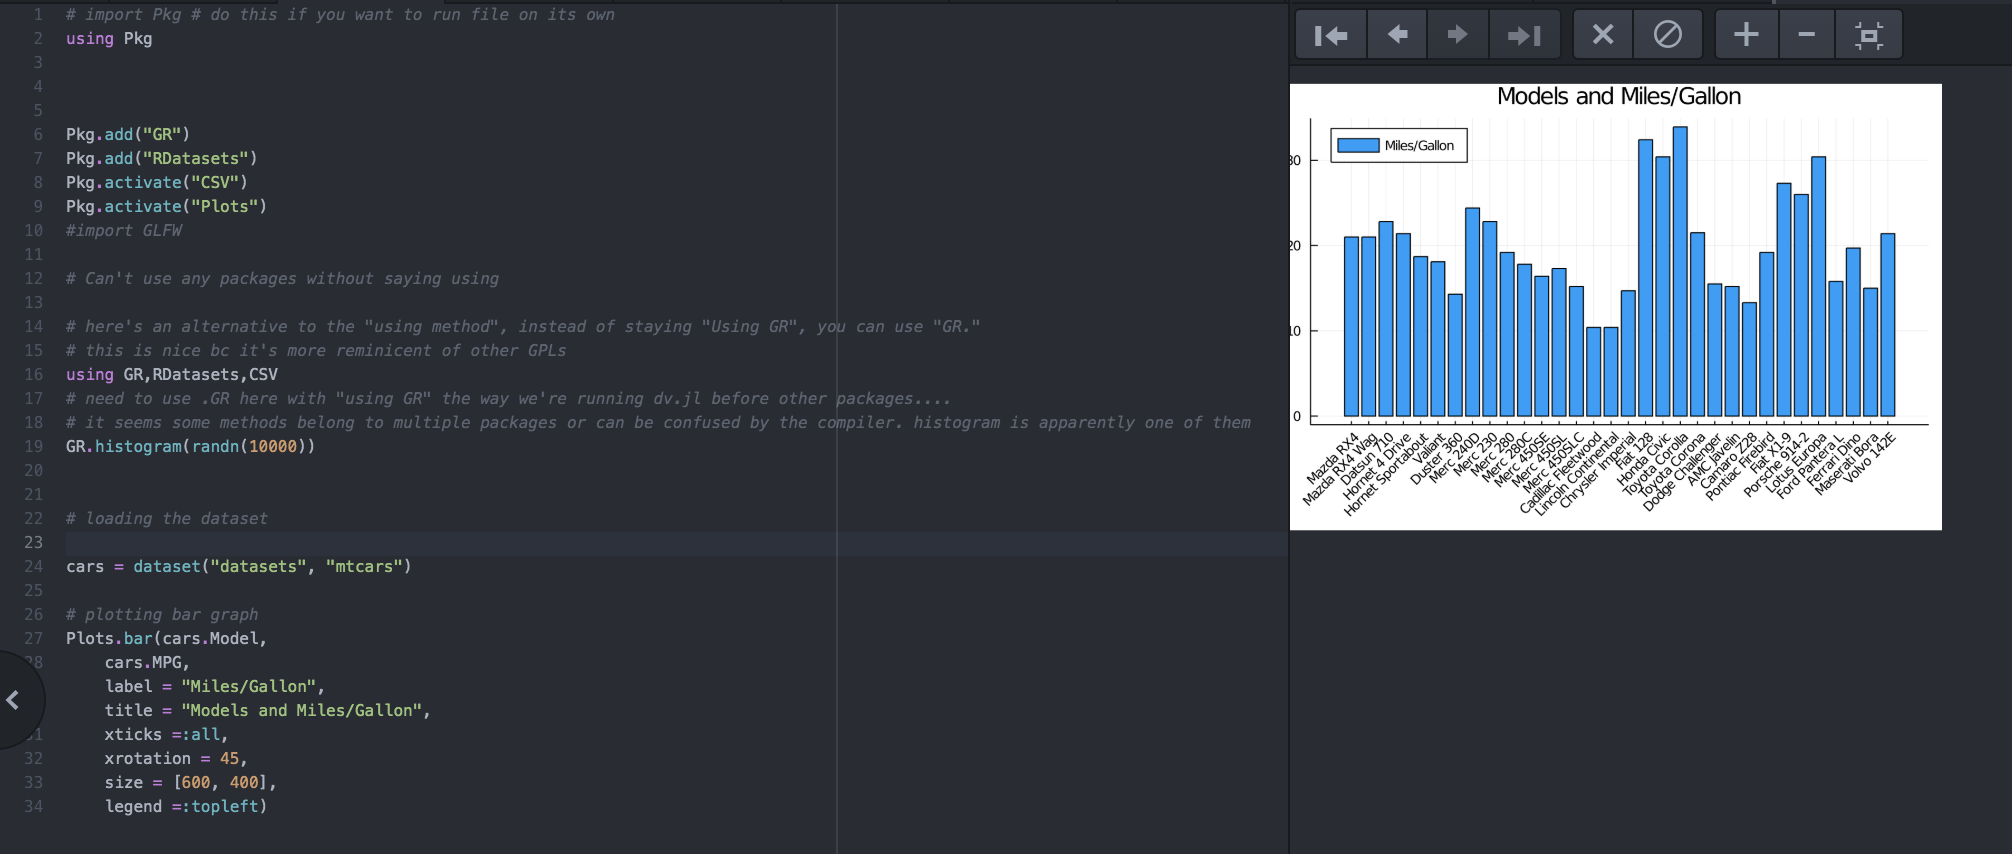 1 # import Pkg # do this if you want to run file on its own
2 using Pkg
3
4
5
6 Pkg.add("GR")
7 Pkg.add("RDatasets")
8 Pkg.activate("CSV")
9 Pkg.activate("Plots")
10 #import GLFW
11
12 # Can't use any packages without saying using
13
14 # here's an alternative to the "using method", instead of staying "Using GR", you can use "GR."
15 # this is nice bc it's more reminicent of other GPLs
16 using GR,RDatasets,CSV
17 # need to use .GR here with "using GR" the way we're running dv.jl before other packages....
18 # it seems some methods belong to multiple packages or can be confused by the compiler. histogram is apparently one of them
19 GR.histogram(randn(10000))
20
21
22 # loading the dataset
23
24 cars = dataset("datasets", "mtcars")
25
26 # plotting bar graph
27 Plots.bar(cars.Model,
28 cars.MPG,
label = "Miles/Gallon",
title = "Models and Miles/Gallon",
31 xticks =:all,
32 xrotation = 45,
33 size = [600, 400],
34 legend =:topleft)
Models and Miles/Gallon
Miles/Gallon
30
20
10
0
Mazda RX4
Mazda RX4 Wag
Datsun 710
Hornet 4 Drive
Hornet Sportabout
Valiant
Duster 360
Merc 240D
Merc 230
Merc 280
Merc 280C
Merc 450SE
Merc 450SL
Merc 450SLC
Cadillac Fleetwood
Lincoln Continental
Chrysler Imperial
Fiat 128
Honda Civic
Toyota Corolla
Toyota Corona
Dodge Challenger
AMC Javelin
Camaro Z28
Pontiac Firebird
Fiat X1-9
Porsche 914-2
Lotus Europa
Ford Pantera L
Ferrari Dino
Maserati Bora
Volvo 142E